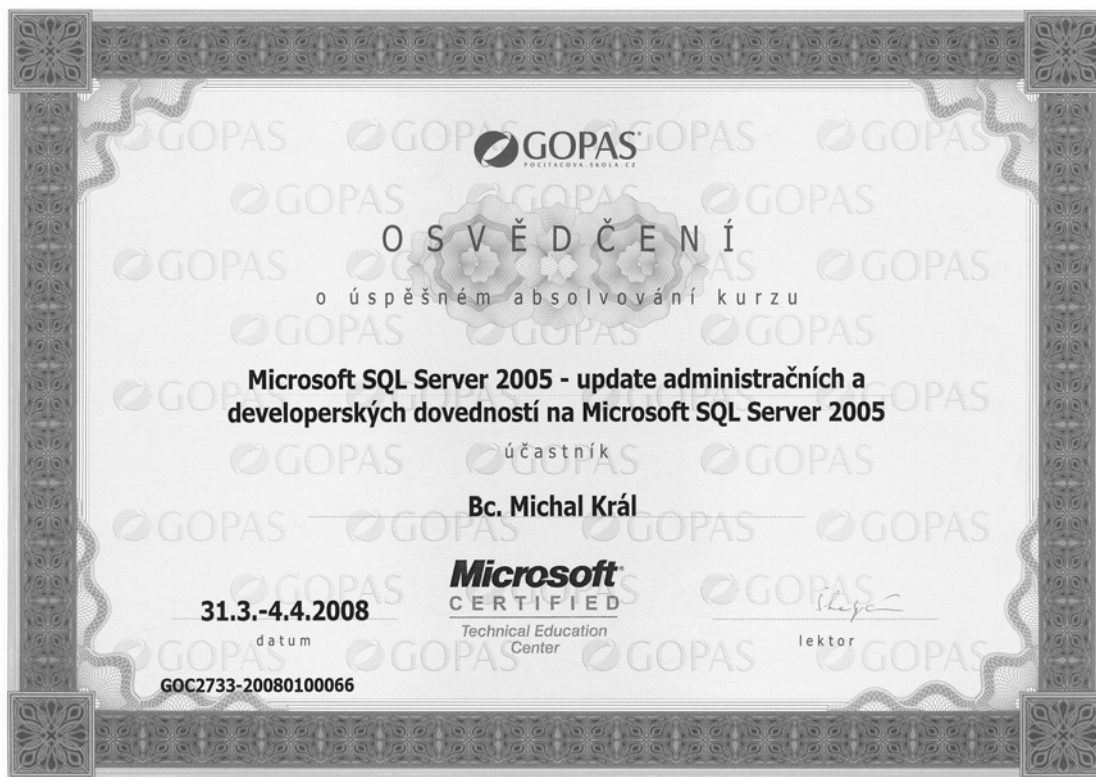 GOPAS
POCITACOVA.SKOLA.CZ
OSVĚDČENÍ
o úspěšném absolvování kurzu
Microsoft SQL Server 2005 - update administračních a
developerských dovedností na Microsoft SQL Server 2005
účastník
Bc. Michal Král
Microsoft
CERTIFIED
Technical Education
Center
31.3.-4.4.2008
datum
lektor
GOC2733-20080100066